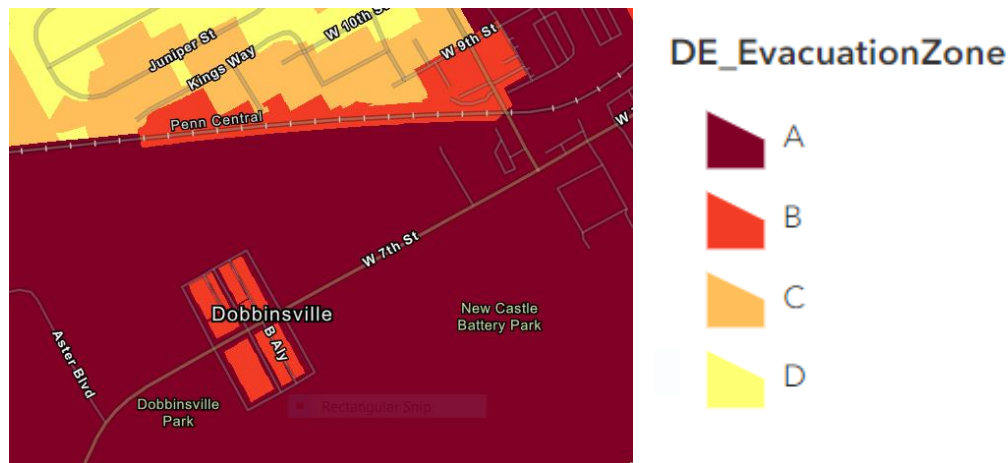 W 10th St
Juniper St
Kings Way
W 9th St
Penn Central
W 7th St
Dobbinsville
B Aly
New Castle
Battery Park
Aster Blvd
Dobbinsville
Park
Rectangular Snip
DE_EvacuationZone
A
B
C
D